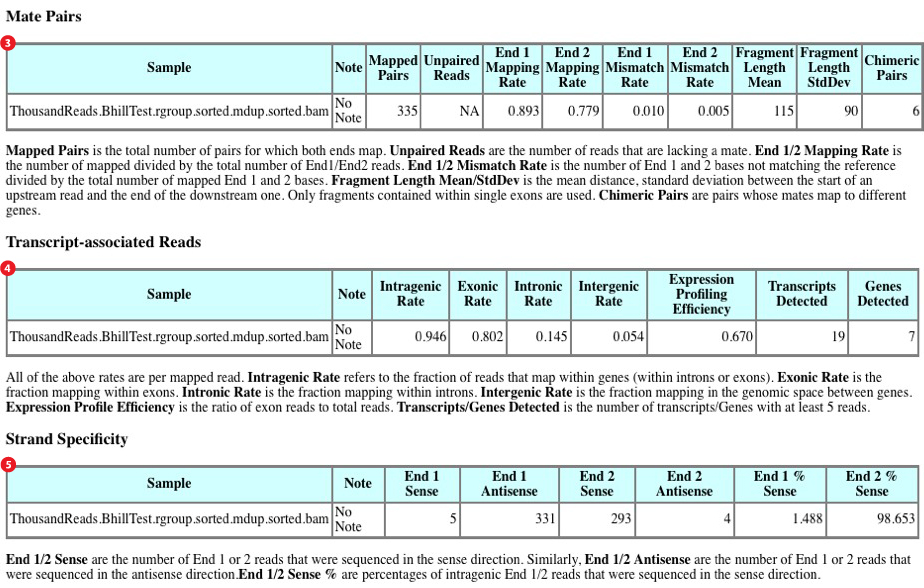 Mate Pairs
3
Sample Note Mapped Pairs Unpaired Reads End 1 Mapping Rate End 2 Mapping Rate End 1 Mismatch Rate End 2 Mismatch Rate Fragment Length Mean Fragment Length StdDev Chimeric Pairs
ThousandReads.BhillTest.rgroup.sorted.mdup.sorted.bam No Note 335 NA 0.893 0.779 0.010 0.005 115 90 6
Mapped Pairs is the total number of pairs for which both ends map. Unpaired Reads are the number of reads that are lacking a mate. End 1/2 Mapping Rate is
the number of mapped divided by the total number of End1/End2 reads. End 1/2 Mismatch Rate is the number of End 1 and 2 bases not matching the reference
divided by the total number of mapped End 1 and 2 bases. Fragment Length Mean/StdDev is the mean distance, standard deviation between the start of an
upstream read and the end of the downstream one. Only fragments contained within single exons are used. Chimeric Pairs are pairs whose mates map to different
genes.
Transcript-associated Reads
4
Sample Note Intragenic Rate Exonic Rate Intronic Rate Intergenic Rate Expression Profiling Efficiency Transcripts Detected Genes Detected
ThousandReads.BhillTest.rgroup.sorted.mdup.sorted.bam No Note 0.946 0.802 0.145 0.054 0.670 19 7
All of the above rates are per mapped read. Intragenic Rate refers to the fraction of reads that map within genes (within introns or exons). Exonic Rate is the
fraction mapping within exons. Intronic Rate is the fraction mapping within introns. Intergenic Rate is the fraction mapping in the genomic space between genes.
Expression Profile Efficiency is the ratio of exon reads to total reads. Transcripts/Genes Detected is the number of transcripts/Genes with at least 5 reads.
Strand Specificity
5
Sample Note End 1 Sense End 1 Antisense End 2 Sense End 2 Antisense End 1 % Sense End 2 % Sense
ThousandReads.BhillTest.rgroup.sorted.mdup.sorted.bam No Note 5 331 293 4 1.488 98.653
End 1/2 Sense are the number of End 1 or 2 reads that were sequenced in the sense direction. Similarly, End 1/2 Antisense are the number of End 1 or 2 reads that
were sequenced in the antisense direction.End 1/2 Sense % are percentages of intragenic End 1/2 reads that were sequenced in the sense direction.